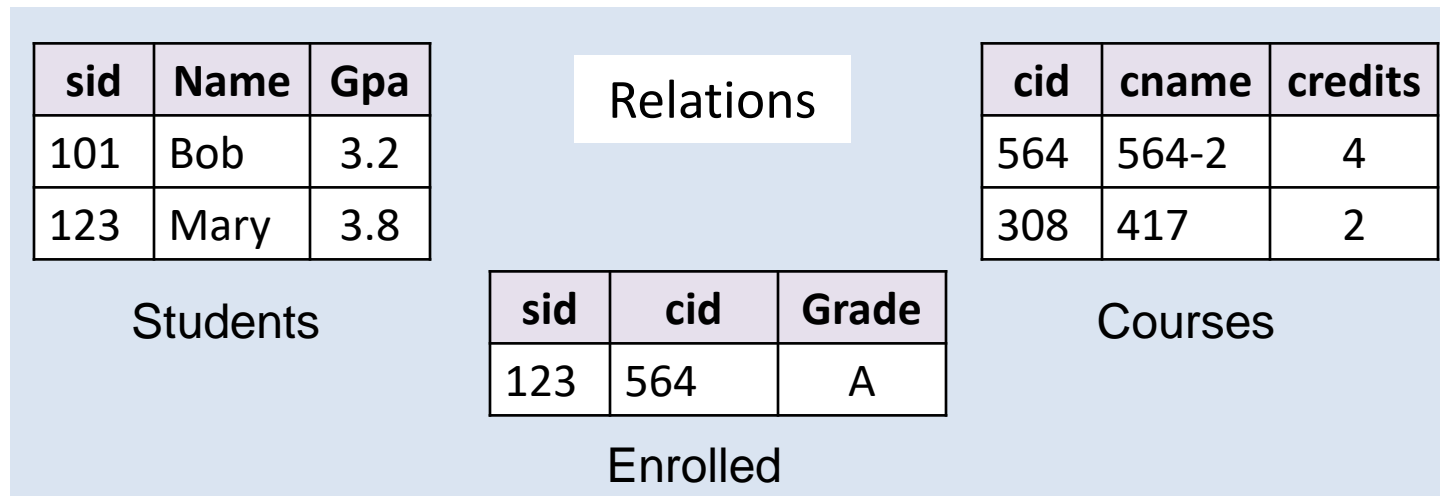 sid Name Gpa
101 Bob 3.2
123 Mary 3.8
Students
Relations
cid cname credits
564 564-2 4
308 417 2
Courses
sid cid Grade
123 564 A
Enrolled